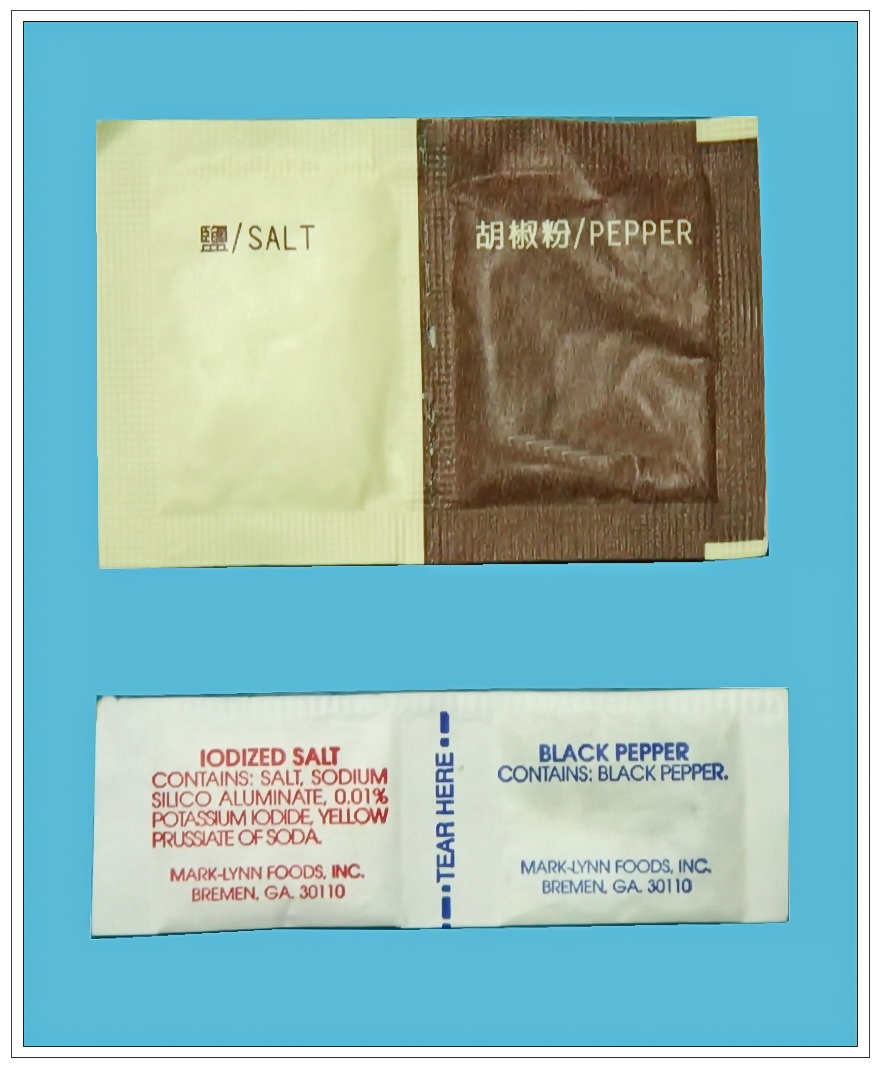 鹽/SALT
胡椒粉/PEPPER
IODIZED SALT
CONTAINS: SALT, SODIUM
SILICO ALUMINATE, 0.01%
POTASSIUM IODIDE, YELLOW
PRUSSIATE OF SODA.
MARK-LYNN FOODS, INC.
BREMEN, GA. 30110
TEAR HERE
BLACK PEPPER
CONTAINS: BLACK PEPPER.
MARK-LYNN FOODS, INC.
BREMEN, GA. 30110